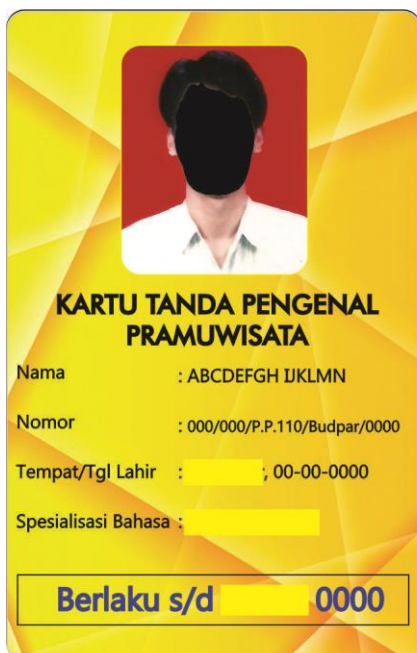 KARTU TANDA PENGENAL
PRAMUWISATA
Nama : ABCDEFGH IJKLMN
Nomor : 000/000/P.P.110/Budpar/0000
Tempat/Tgl Lahir : , 00-00-0000
Spesialisasi Bahasa :
Berlaku s/d 0000